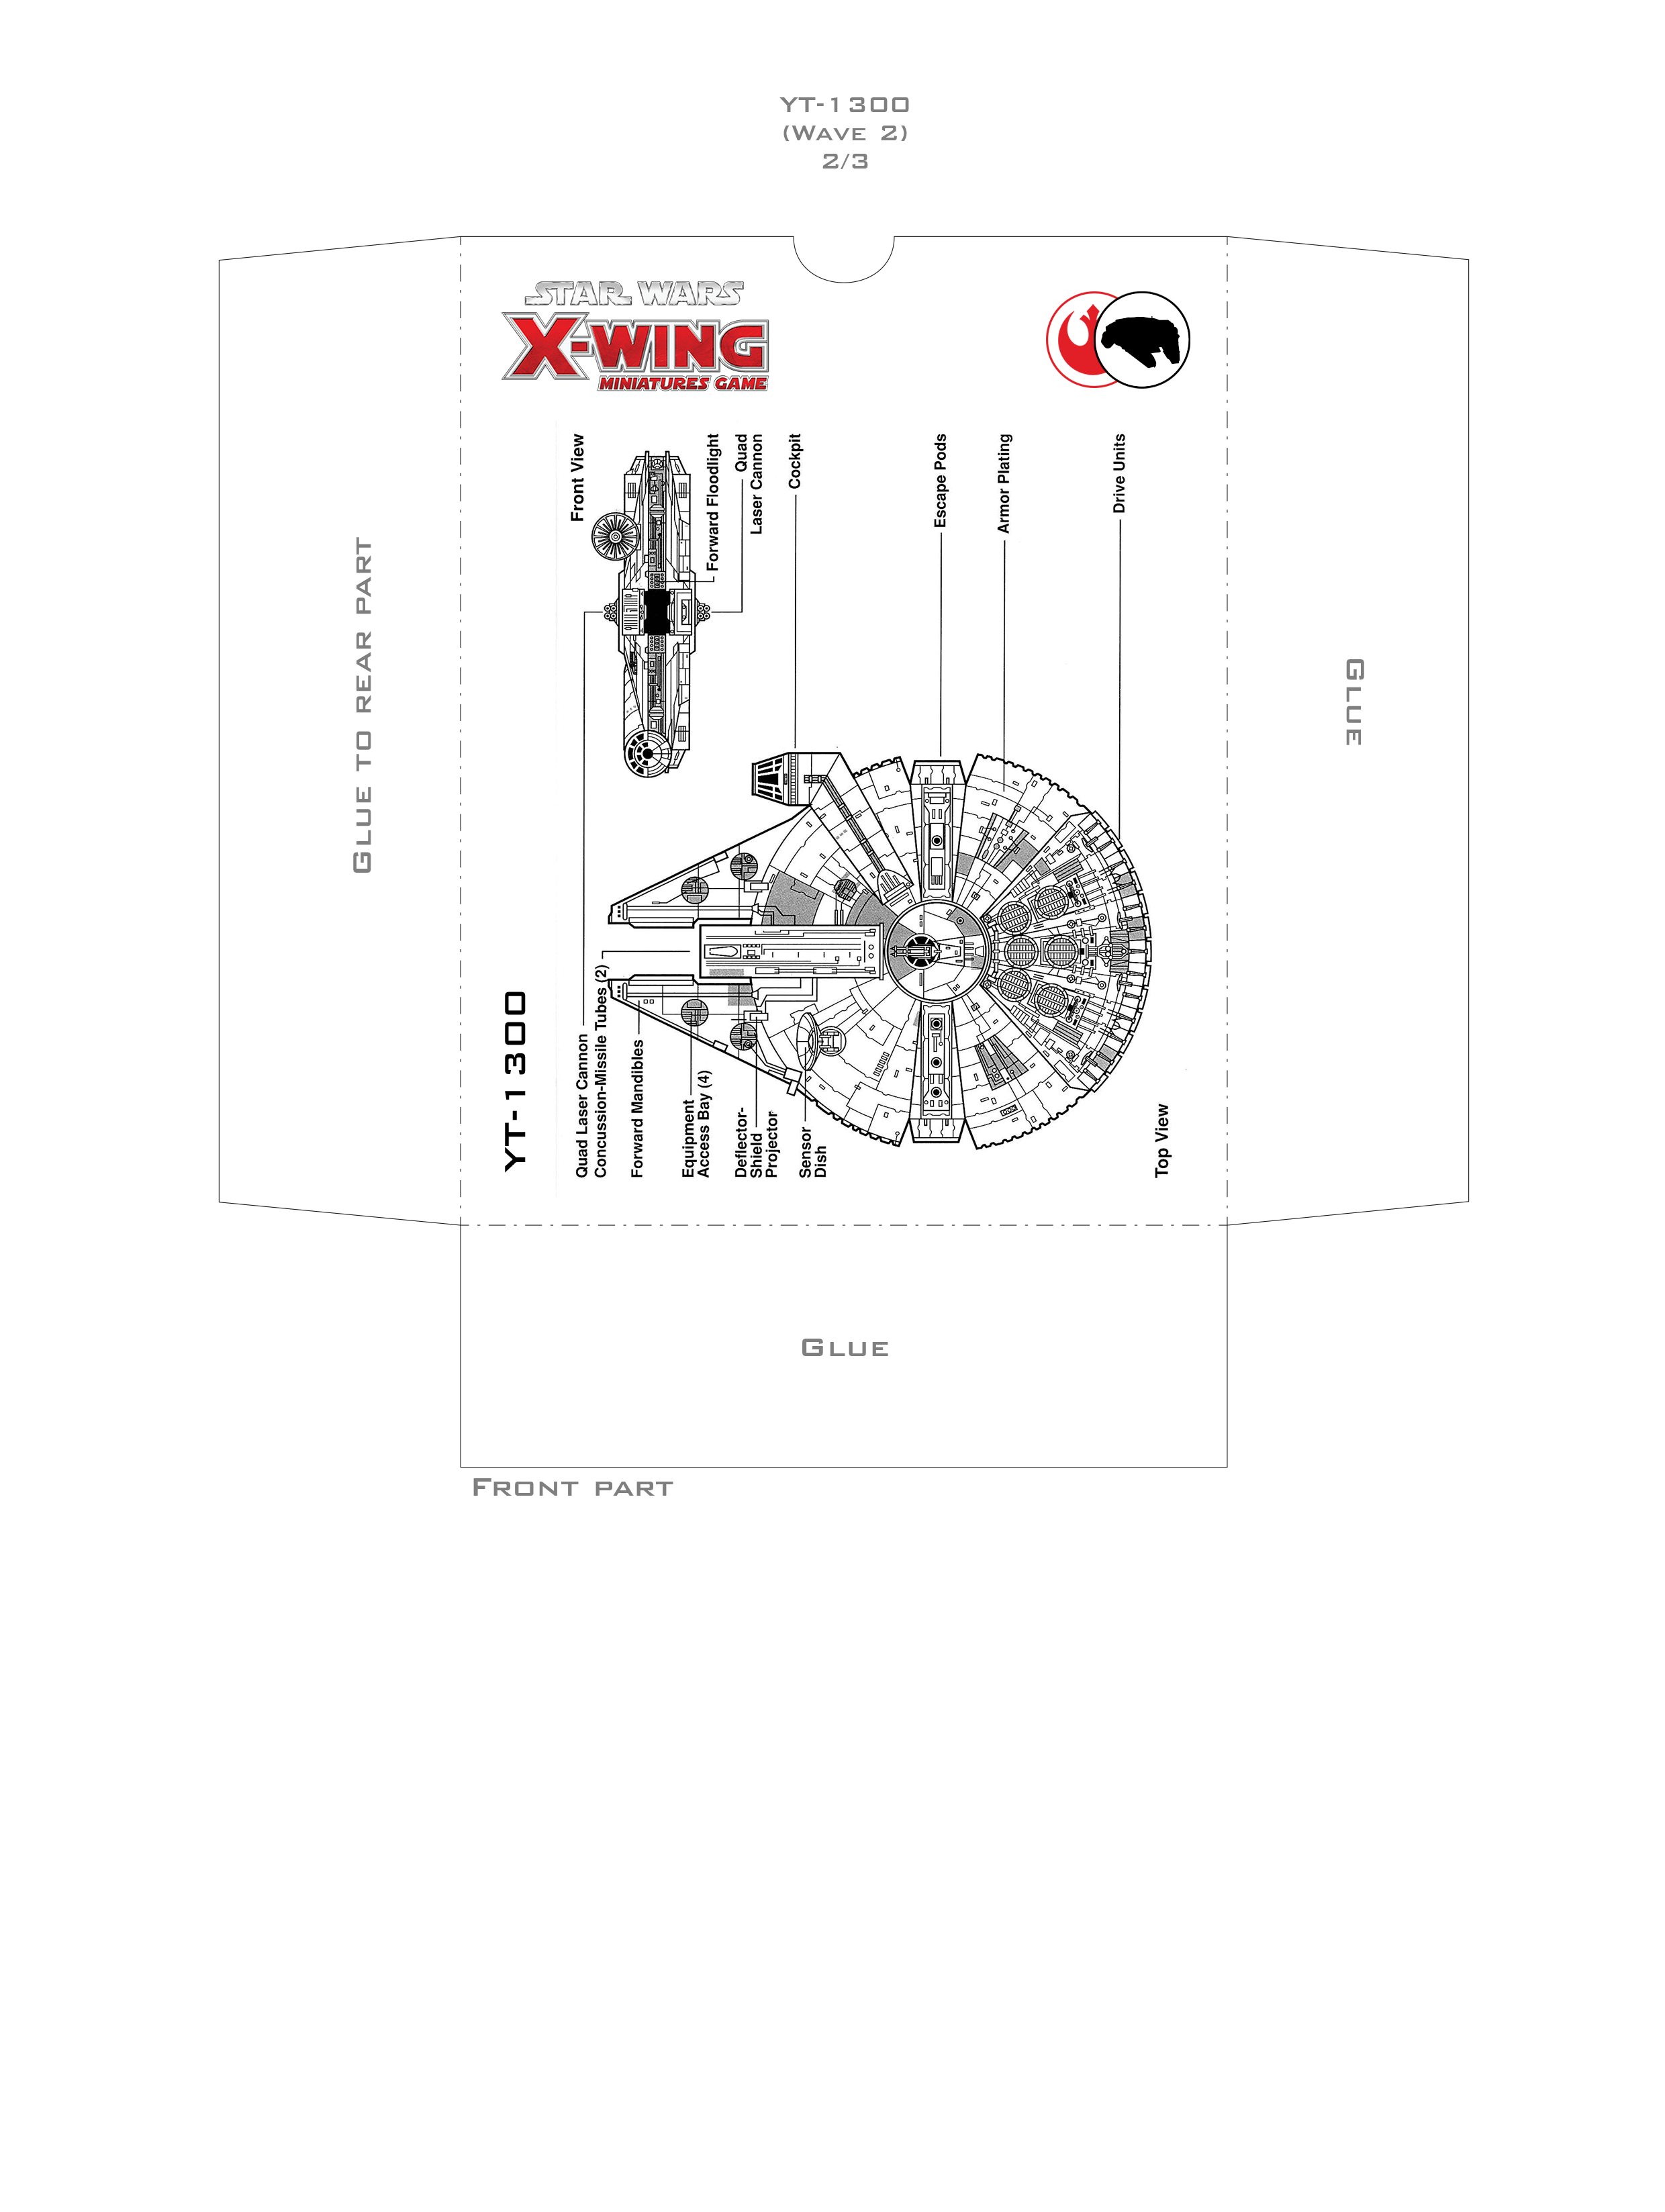 YT-1300
(Wave 2)
2/3
STAR WARS
X-WING
MINIATURES GAME
Glue to rear part
YT-1300
Front View
Forward Floodlight
Quad
Laser Cannon
Cockpit
Escape Pods
Armor Plating
Drive Units
Quad Laser Cannon
Concussion-Missile Tubes (2)
Forward Mandibles
Equipment
Access Bay (4)
Deflector-
Shield
Projector
Sensor
Dish
Top View
Glue
Glue
Front part